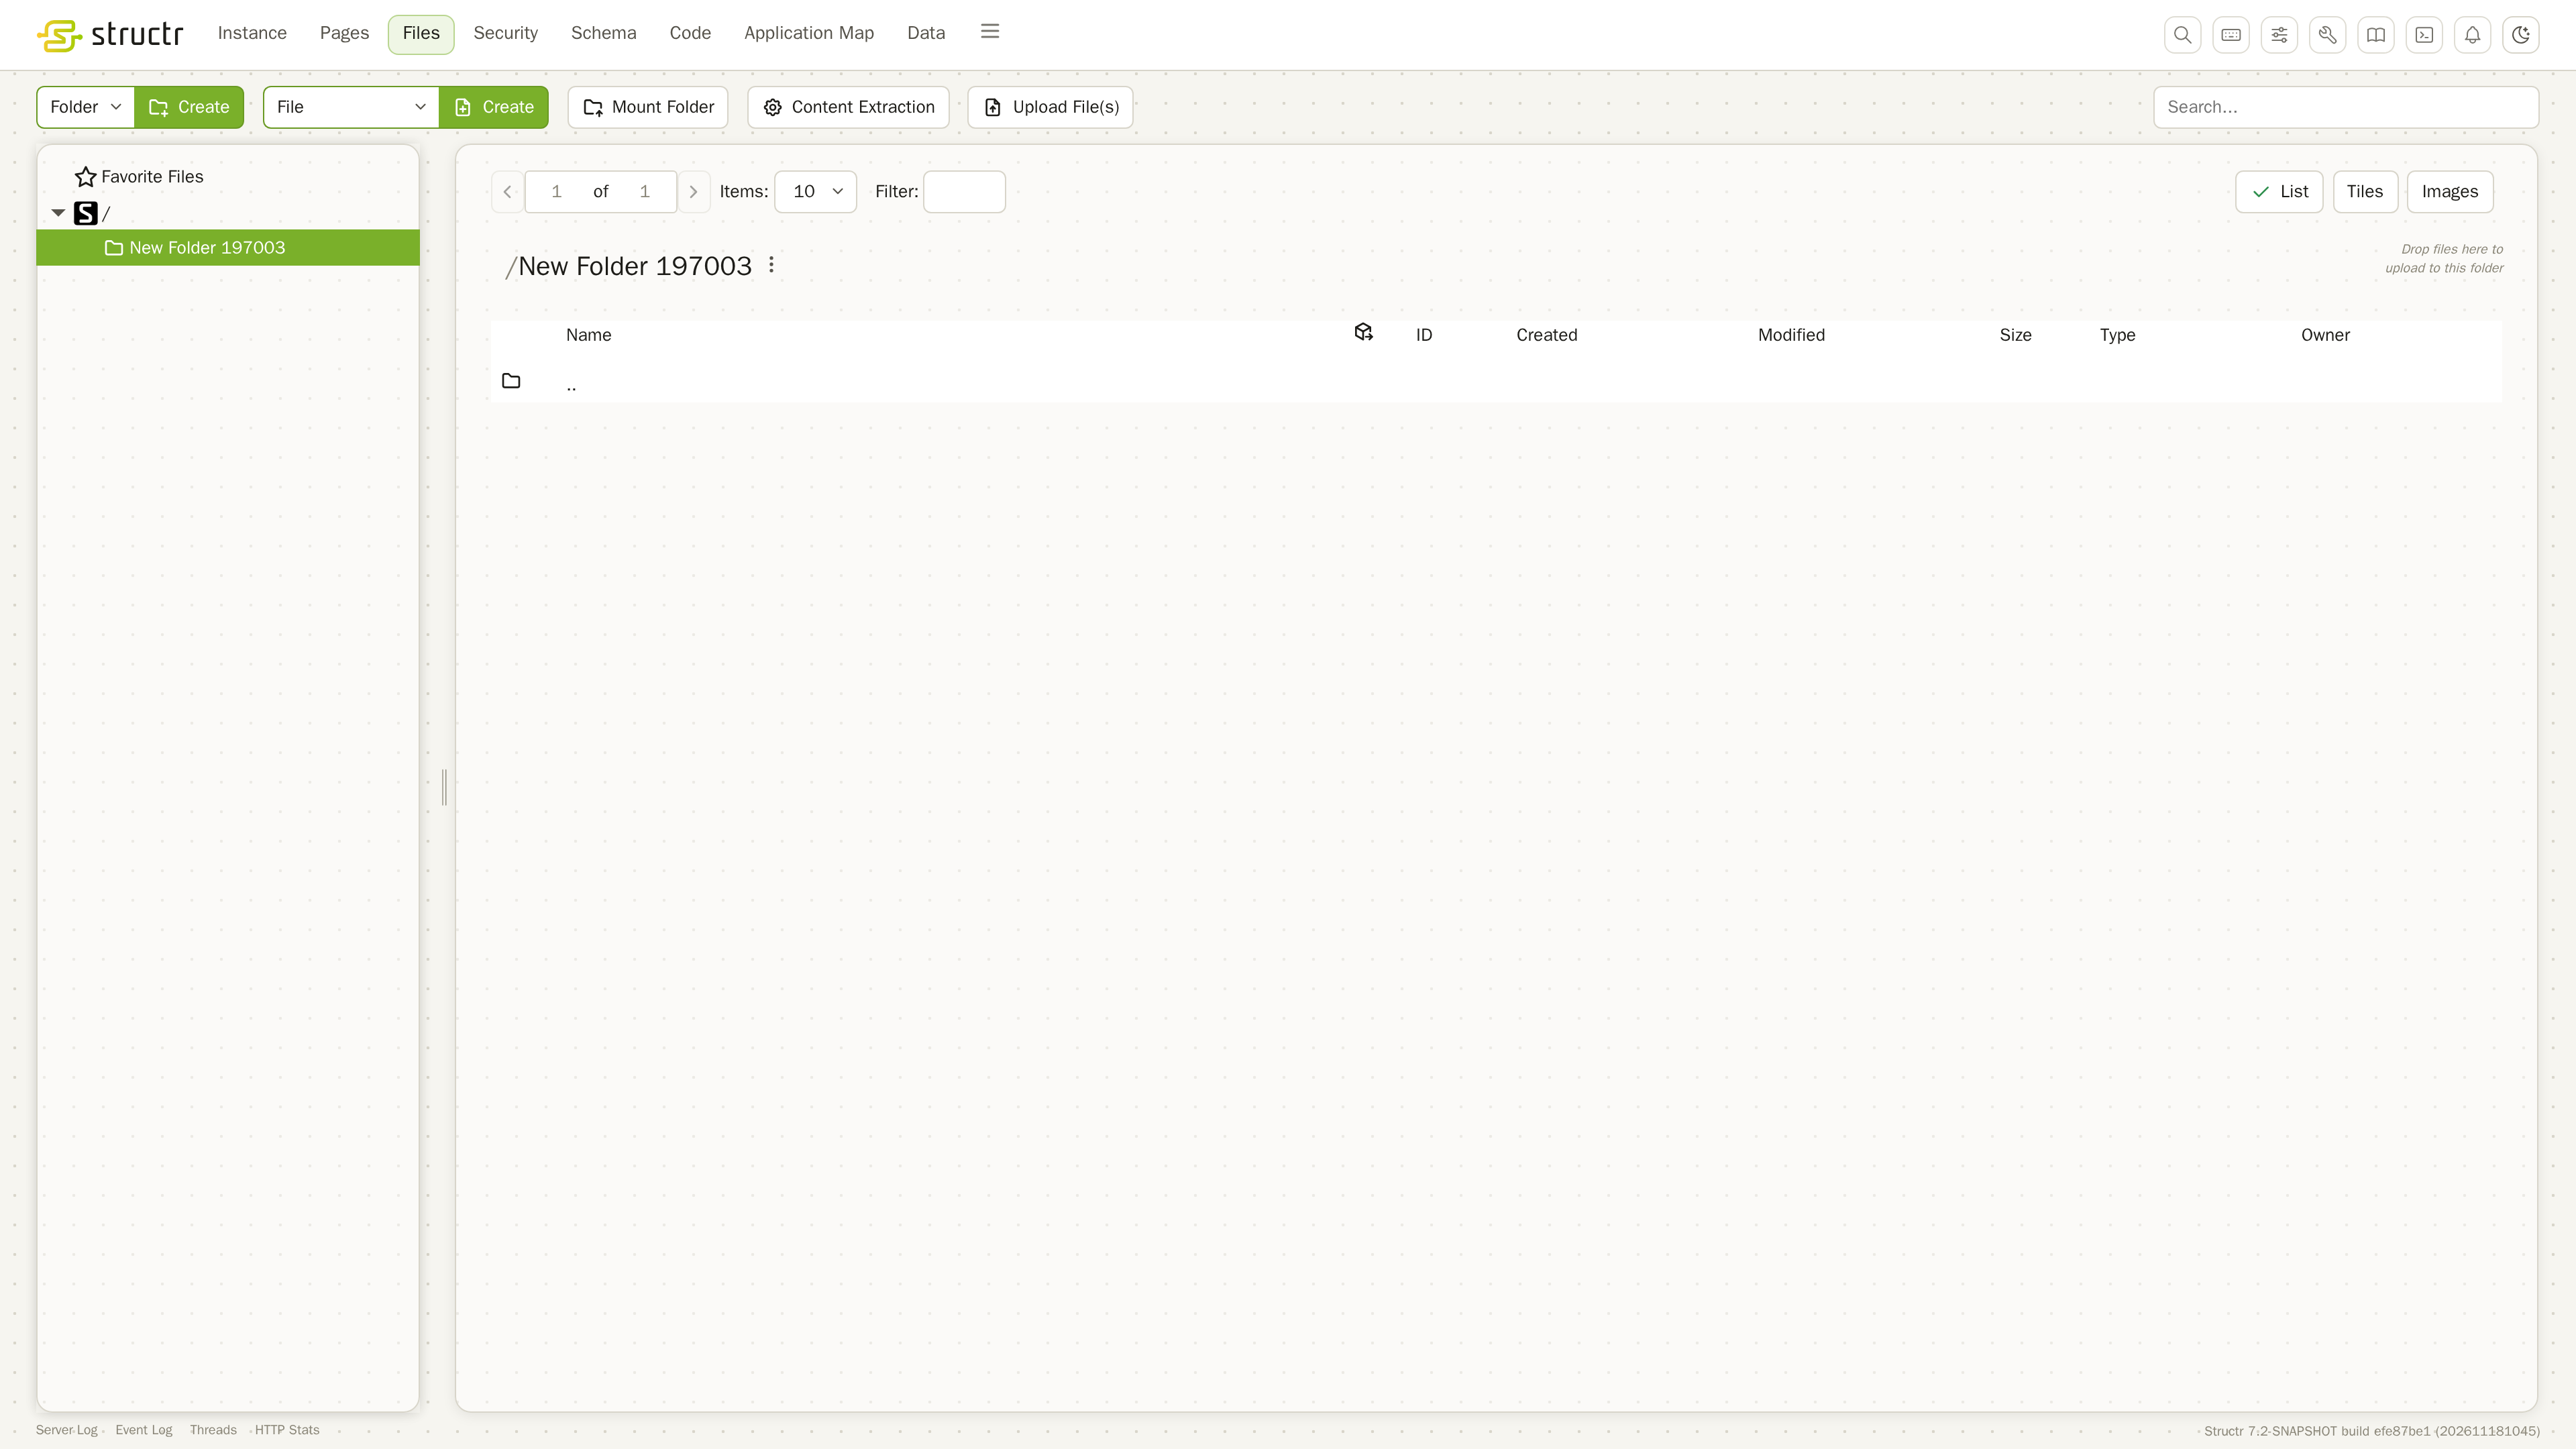 structr Instance Pages Files Security Schema Code Application Map Data
Folder Create File Create Mount Folder Content Extraction Upload File(s) Search...
Favorite Files
/
New Folder 197003
1 of 1 Items: 10 Filter: List Tiles Images
/New Folder 197003
Drop files here to
upload to this folder
Name ID Created Modified Size Type Owner
..
Server Log Event Log Threads HTTP Stats
Structr 7.2-SNAPSHOT build efe87be1 (202611181045)